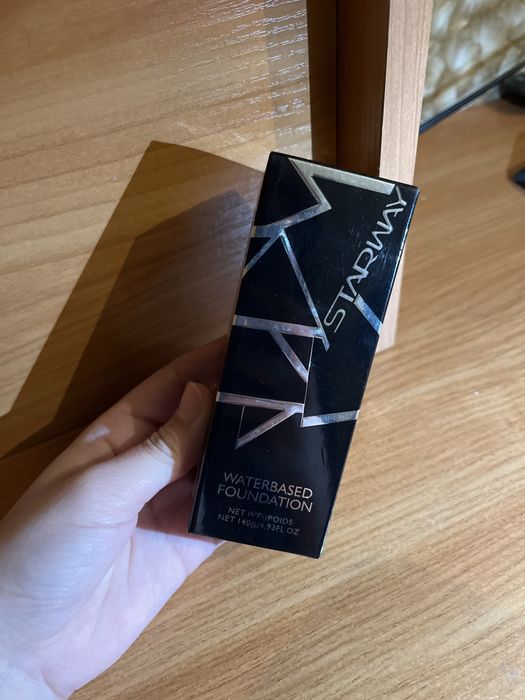 STARWAY
WATERBASED
FOUNDATION
NET WT./POIDS
NET 140g/4.93FL OZ